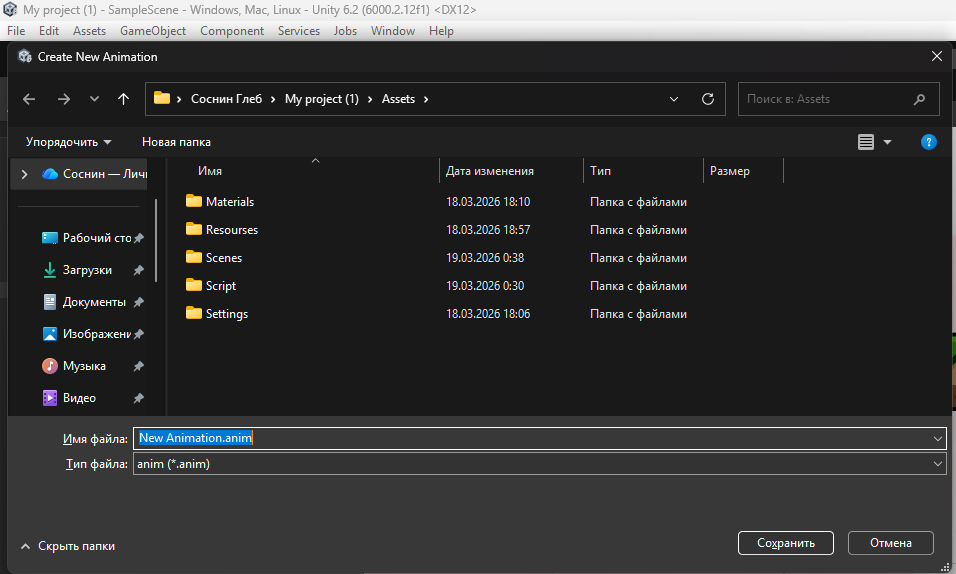 My project (1) - SampleScene - Windows, Mac, Linux - Unity 6.2 (6000.2.12f1) <DX12>
File Edit Assets GameObject Component Services Jobs Window Help
Create New Animation
Соснин Глеб My project (1) Assets
Поиск в: Assets
Упорядочить Новая папка
Соснин — Личн
Имя Дата изменения Тип Размер
Materials 18.03.2026 18:10 Папка с файлами
Resourses 18.03.2026 18:57 Папка с файлами
Scenes 19.03.2026 0:38 Папка с файлами
Script 19.03.2026 0:30 Папка с файлами
Settings 18.03.2026 18:06 Папка с файлами
Рабочий сто
Загрузки
Документы
Изображени
Музыка
Видео
Имя файла: New Animation.anim
Тип файла: anim (*.anim)
Скрыть папки
Сохранить Отмена